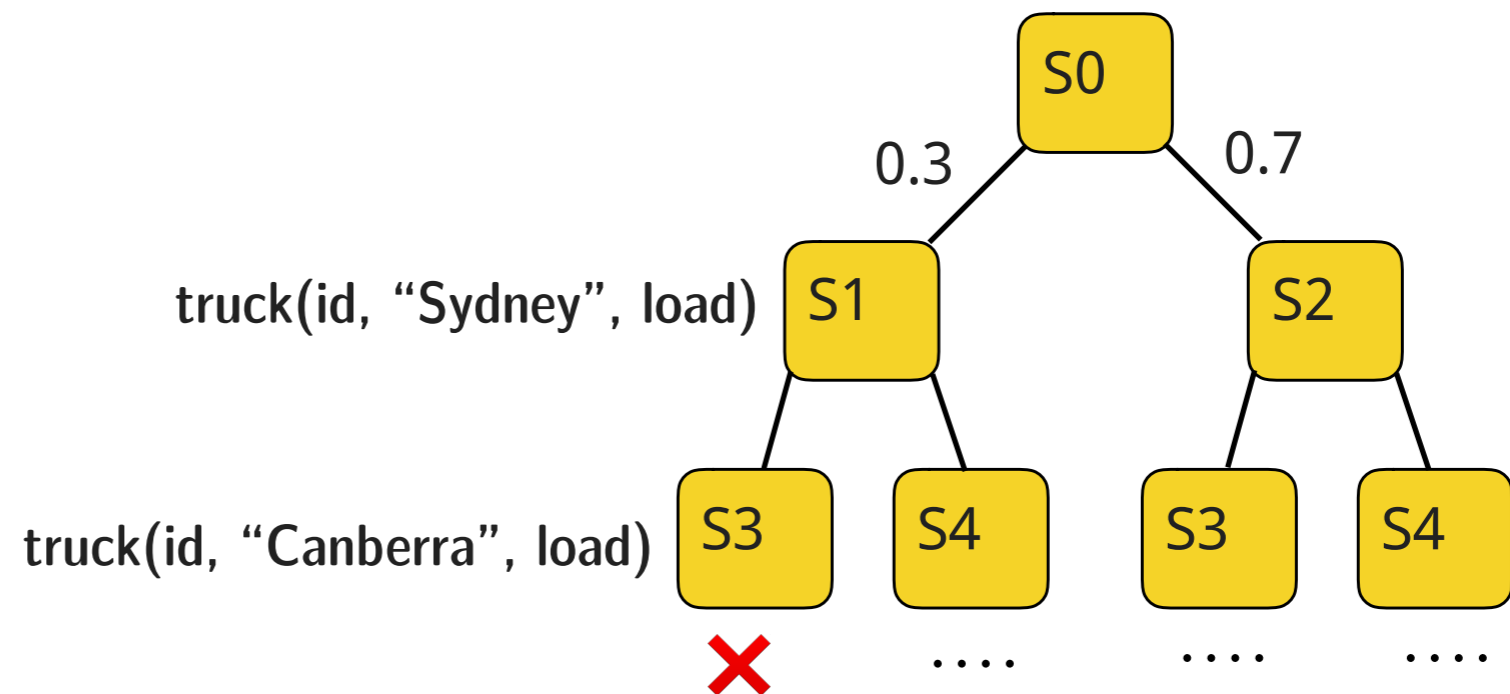 S0
0.3
0.7
truck(id, “Sydney”, load)
S1
S2
truck(id, “Canberra”, load)
S3
S4
S3
S4
....
....
....